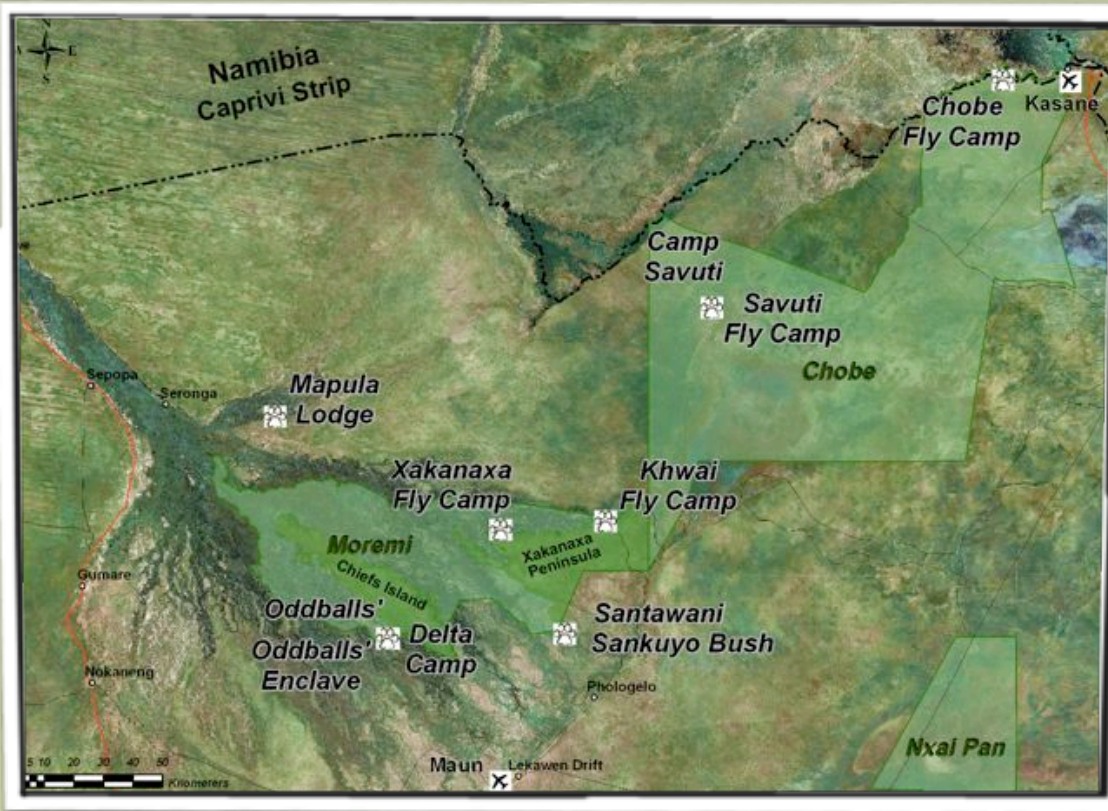 N
E
S
Namibia
Caprivi Strip
Chobe
Fly Camp
Kasane
Camp
Savuti
Savuti
Fly Camp
Chobe
Sepopa
Seronga
Mapula
Lodge
Xakanaxa
Fly Camp
Khwai
Fly Camp
Moremi
Xakanaxa
Peninsula
Chiefs Island
Gumare
Oddballs'
Oddballs'
Enclave
Delta
Camp
Santawani
Sankuyo Bush
Nokaneng
Phologelo
Nxai Pan
Maun
Lekawen Drift
5 10 20 30 40 50
Kilometers